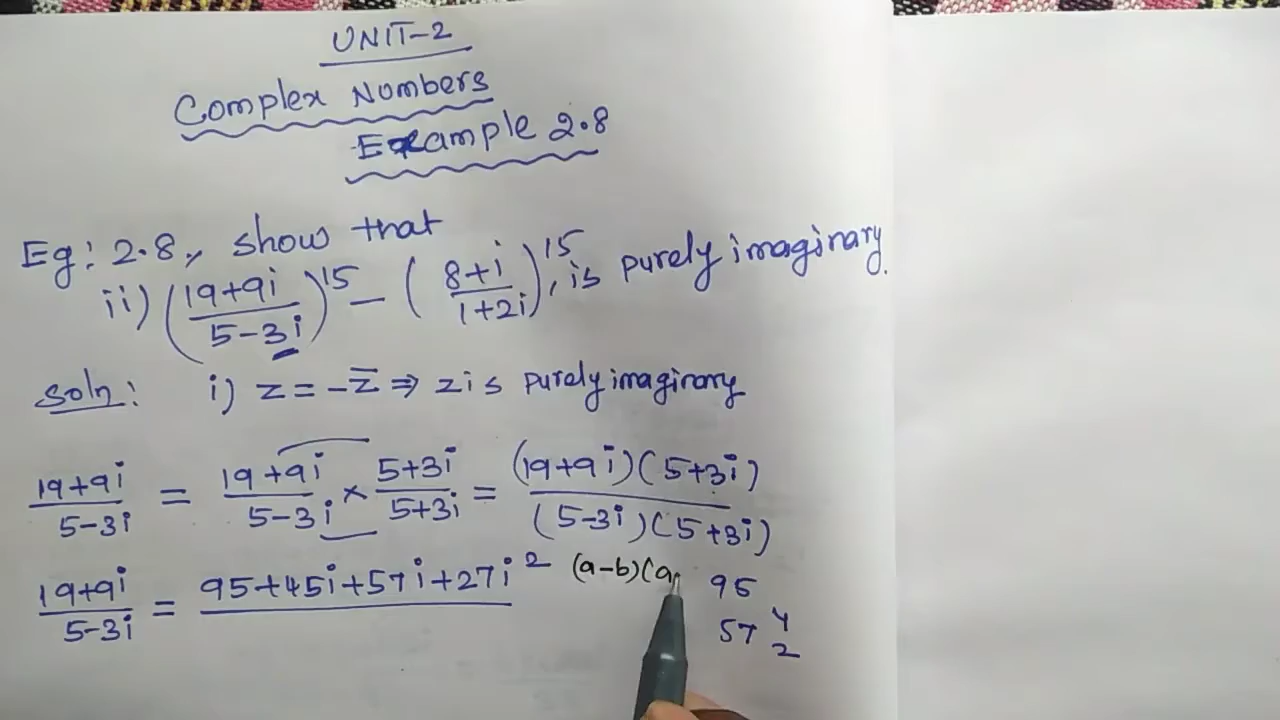 UNIT-2
Complex Numbers
Example 2.8
Eg: 2.8, show that
ii) ((19+9i)/(5-3i))^15 - ((8+i)/(1+2i))^15, is purely imaginary.
Soln: i) z = -z̅ ⇒ z is purely imaginary
(19+9i)/(5-3i) = (19+9i)/(5-3i) × (5+3i)/(5+3i) = ((19+9i)(5+3i))/((5-3i)(5+3i))
(19+9i)/(5-3i) = 95+45i+57i+27i² (a-b)(a
95
57
4
2